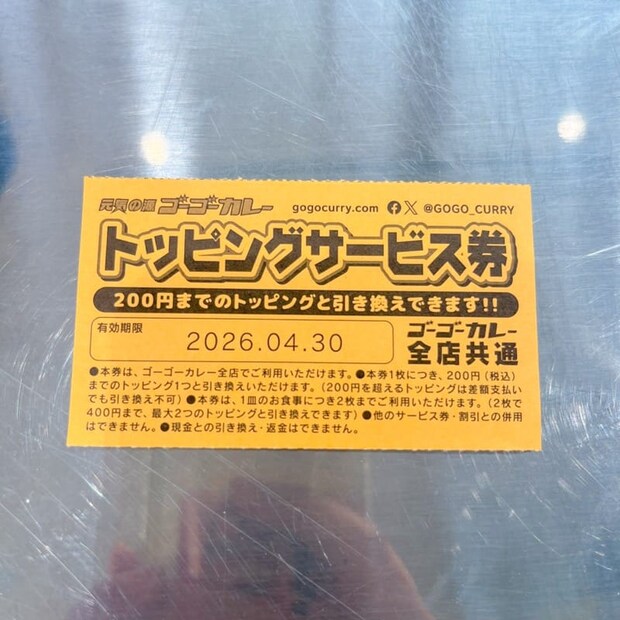 元気の源 ゴーゴーカレー gogocurry.com @GOGO_CURRY
トッピングサービス券
200円までのトッピングと引き換えできます!!
有効期限
2026.04.30
ゴーゴーカレー
全店共通
●本券は、ゴーゴーカレー全店でご利用いただけます。●本券1枚につき、200円（税込）
までのトッピング1つと引き換えいただけます。（200円を超えるトッピングは差額支払い
でも引き換え不可）●本券は、1皿のお食事につき2枚までご利用いただけます。（2枚で
400円まで、最大2つのトッピングと引き換えできます）●他のサービス券・割引との併用
はできません。●現金との引き換え・返金はできません。